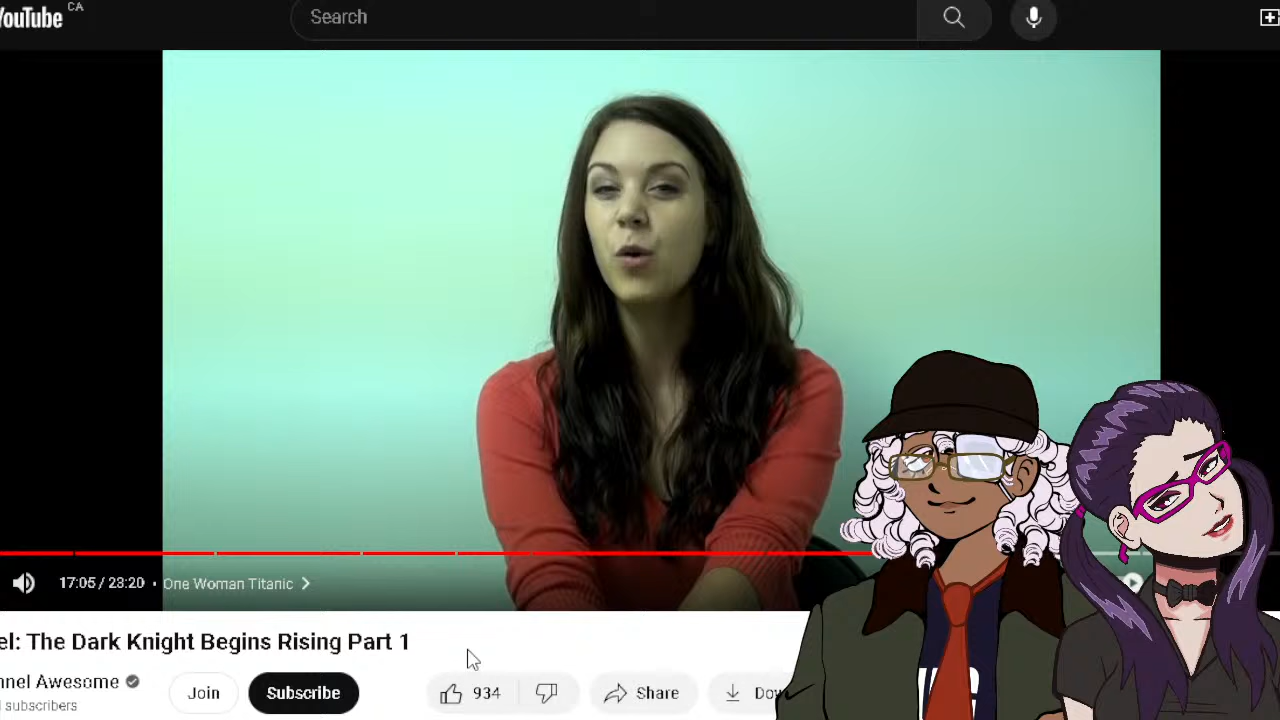 YouTube CA
Search
17:05 / 23:20 • One Woman Titanic
el: The Dark Knight Begins Rising Part 1
nnel Awesome
subscribers
Join
Subscribe
934
Share
Dow